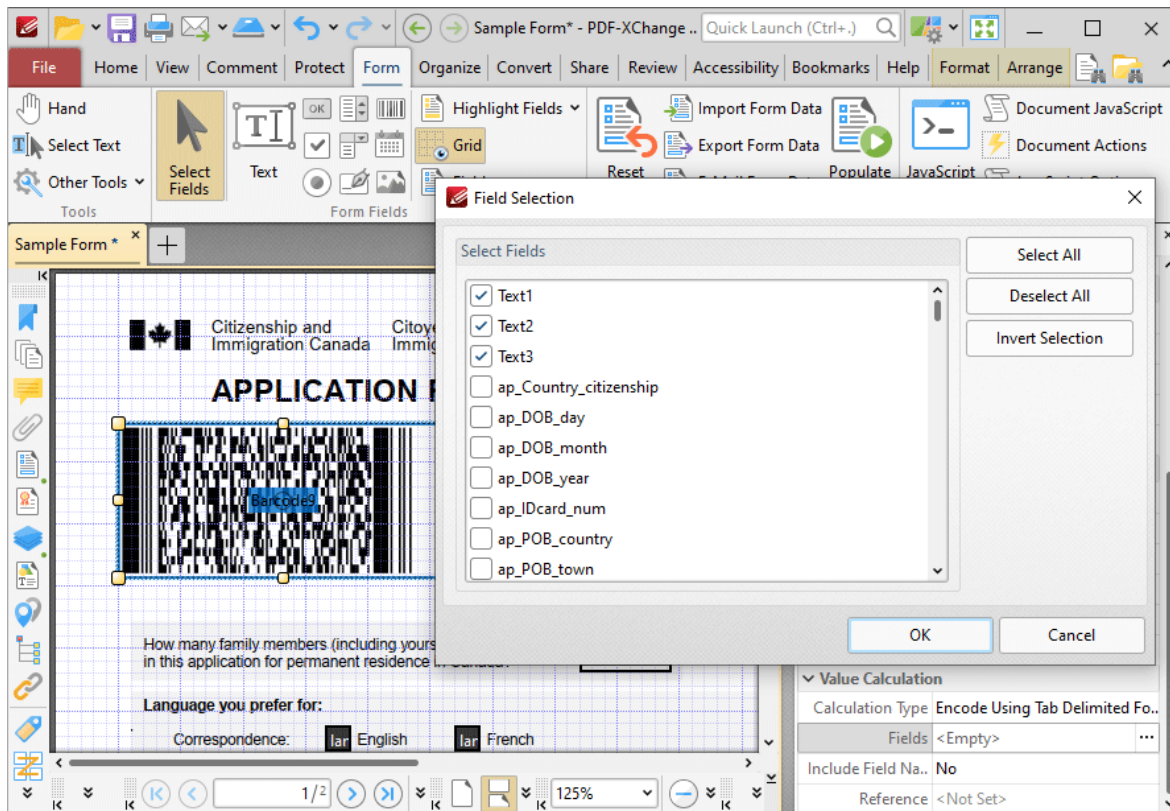 Sample Form* - PDF-XChange ..
Quick Launch (Ctrl+.)
File Home View Comment Protect Form Organize Convert Share Review Accessibility Bookmarks Help Format Arrange
Hand
Select Text
Other Tools
Tools
Select Fields
Text
OK
Form Fields
Highlight Fields
Grid
Reset
Import Form Data
Export Form Data
Populate
JavaScript
Document JavaScript
Document Actions
Sample Form *
Field Selection
Select Fields
Text1
Text2
Text3
ap_Country_citizenship
ap_DOB_day
ap_DOB_month
ap_DOB_year
ap_IDcard_num
ap_POB_country
ap_POB_town
Select All
Deselect All
Invert Selection
OK
Cancel
Citizenship and
Immigration Canada
APPLICATION
Barcode9
How many family members (including yours
in this application for permanent residence in Canada?
Language you prefer for:
Correspondence:
lar English
lar French
Value Calculation
Calculation Type Encode Using Tab Delimited Fo..
Fields <Empty> ...
Include Field Na.. No
Reference <Not Set>
1/2
125%